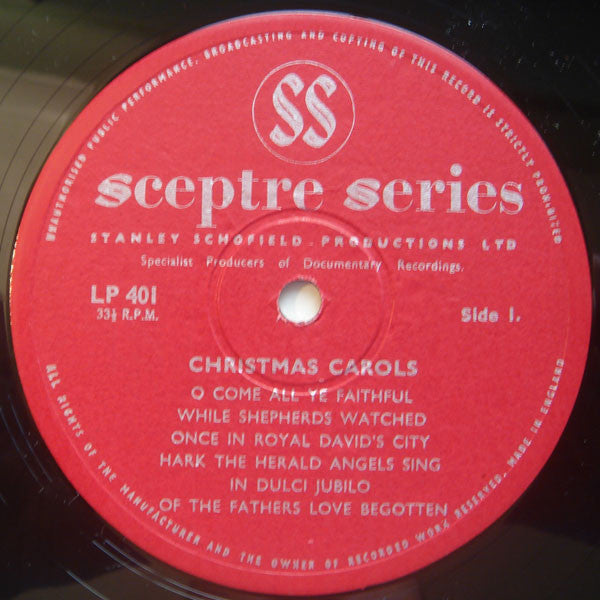 UNAUTHORISED PUBLIC PERFORMANCE, BROADCASTING AND COPYING OF THIS RECORD IS STRICTLY PROHIBITED
SS
sceptre series
STANLEY SCHOFIELD PRODUCTIONS LTD
Specialist Producers of Documentary Recordings.
LP 401
33⅓ R.P.M.
Side 1.
CHRISTMAS CAROLS
O COME ALL YE FAITHFUL
WHILE SHEPHERDS WATCHED
ONCE IN ROYAL DAVID'S CITY
HARK THE HERALD ANGELS SING
IN DULCI JUBILO
OF THE FATHERS LOVE BEGOTTEN
ALL RIGHTS OF THE MANUFACTURER AND THE OWNER OF RECORDED WORK RESERVED. MADE IN ENGLAND